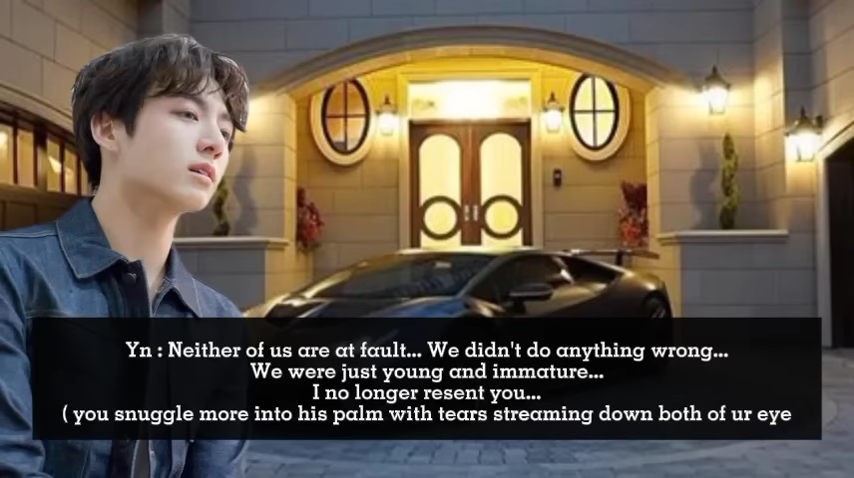 Yn : Neither of us are at fault... We didn't do anything wrong...
We were just young and immature...
I no longer resent you...
( you snuggle more into his palm with tears streaming down both of ur eye